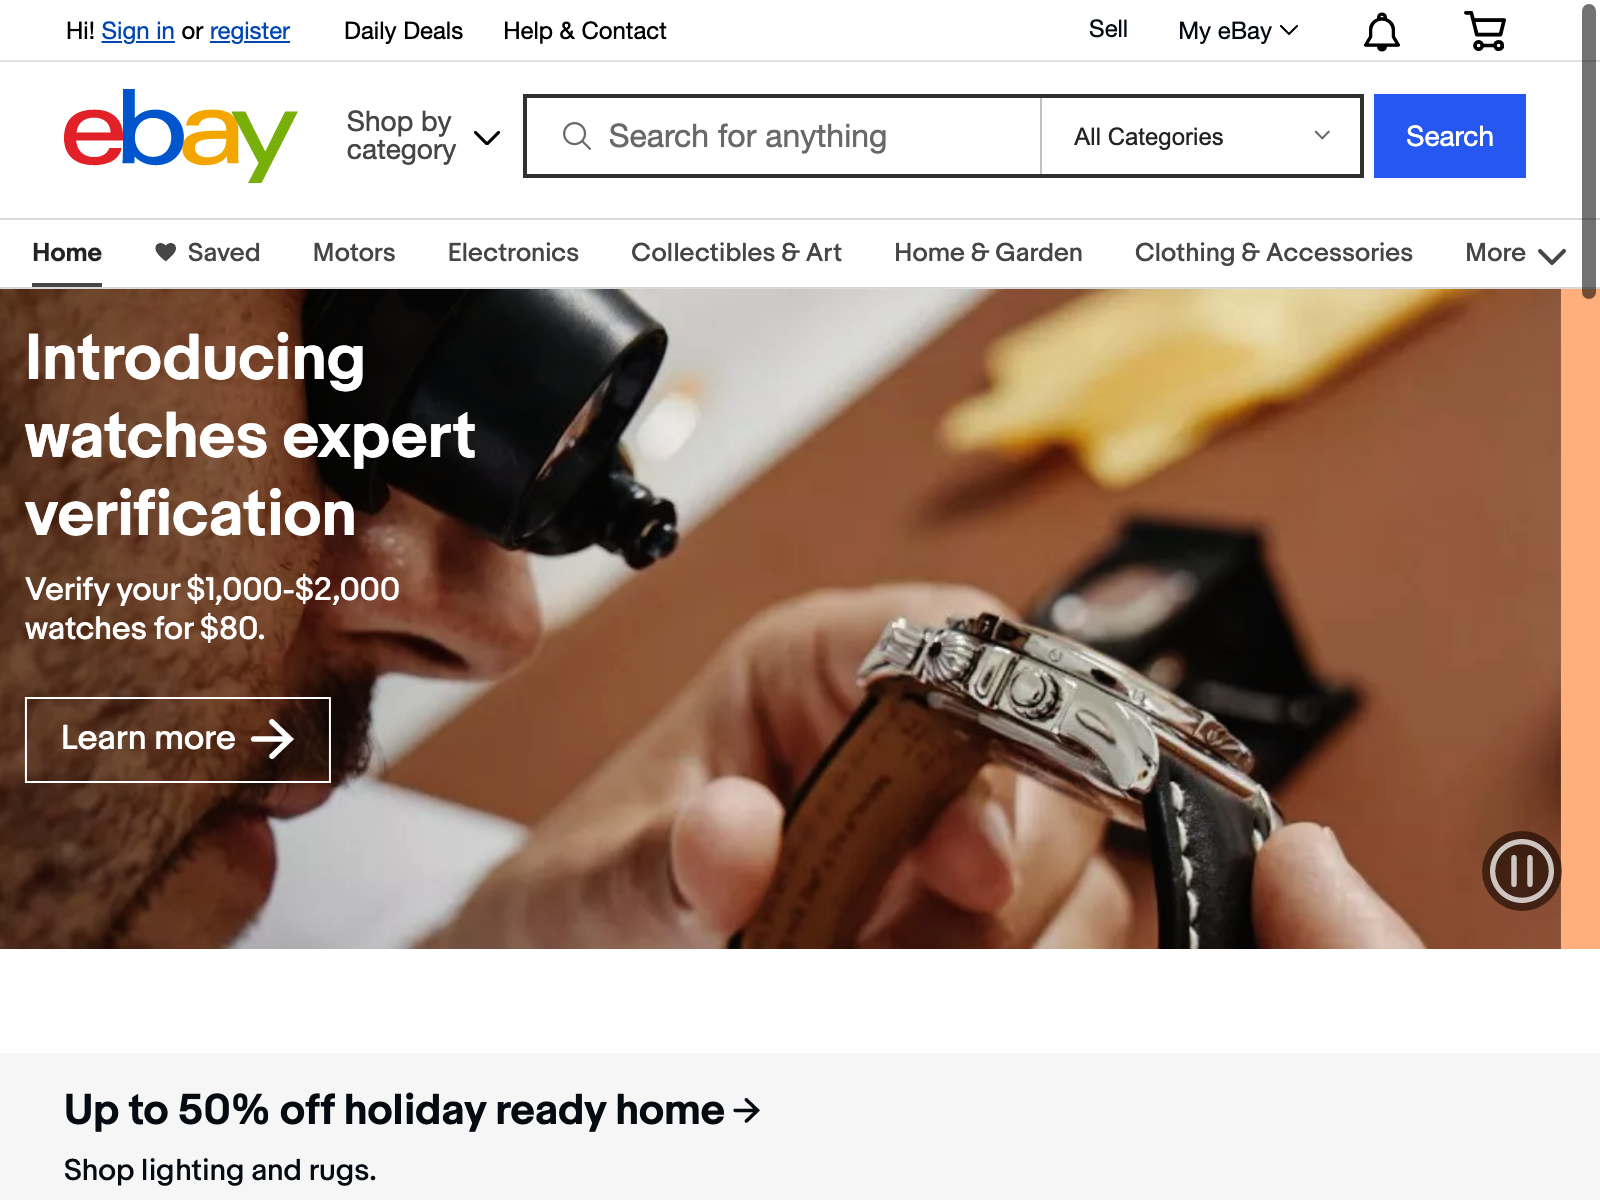 Hi! Sign in or register
Daily Deals
Help & Contact
Sell
My eBay
ebay
Shop by
category
Search for anything
All Categories
Search
Home
Saved
Motors
Electronics
Collectibles & Art
Home & Garden
Clothing & Accessories
More
Introducing
watches expert
verification
Verify your $1,000-$2,000
watches for $80.
Learn more
Up to 50% off holiday ready home
Shop lighting and rugs.